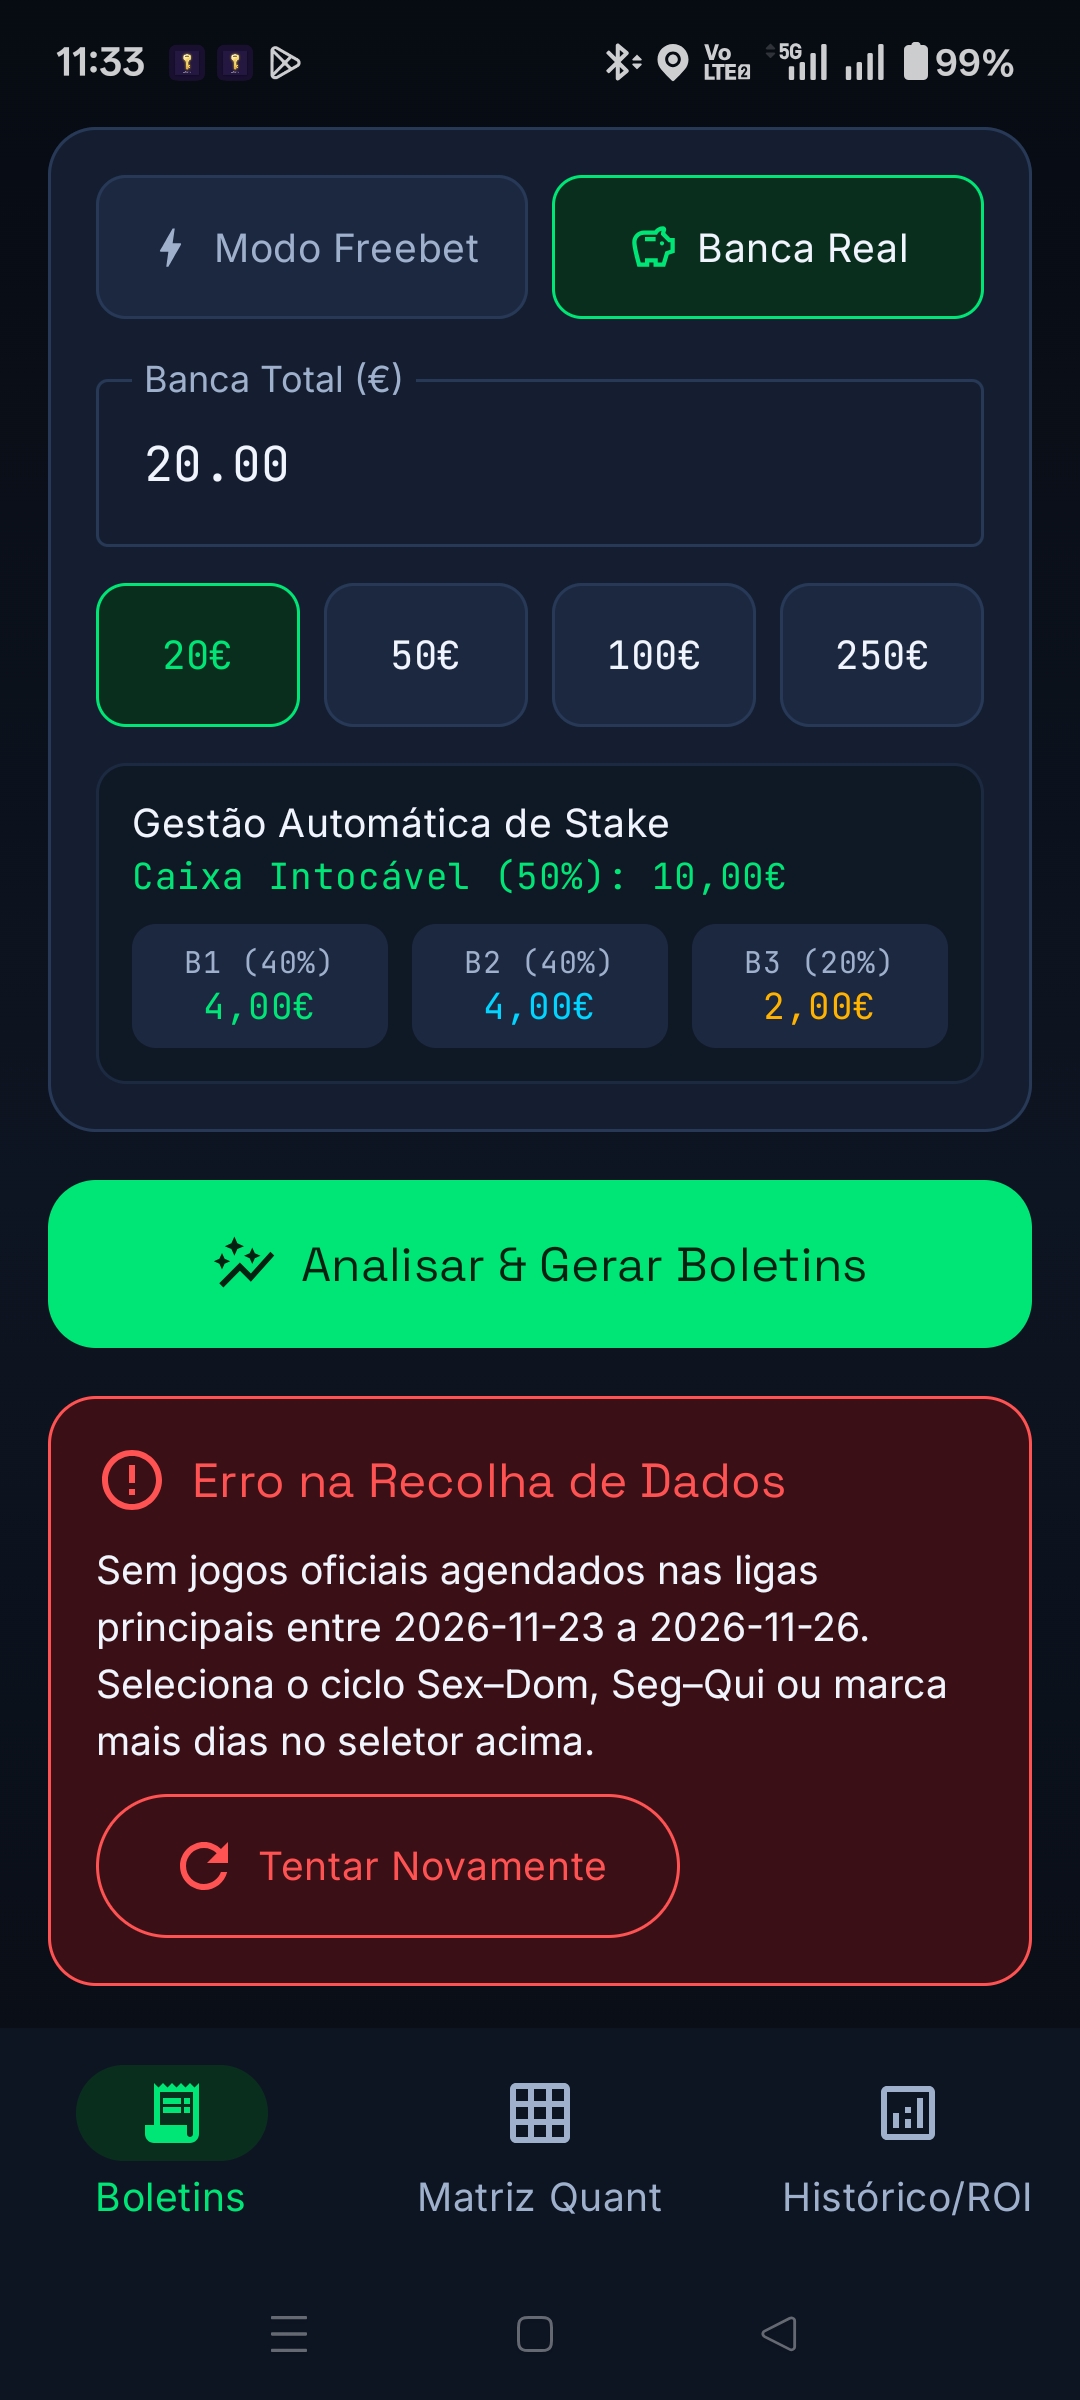 11:33
Vo
LTE2
5G
99%
Modo Freebet
Banca Real
Banca Total (€)
20.00
20€
50€
100€
250€
Gestão Automática de Stake
Caixa Intocável (50%): 10,00€
B1 (40%)
4,00€
B2 (40%)
4,00€
B3 (20%)
2,00€
Analisar & Gerar Boletins
Erro na Recolha de Dados
Sem jogos oficiais agendados nas ligas
principais entre 2026-11-23 a 2026-11-26.
Seleciona o ciclo Sex–Dom, Seg–Qui ou marca
mais dias no seletor acima.
Tentar Novamente
Boletins
Matriz Quant
Histórico/ROI